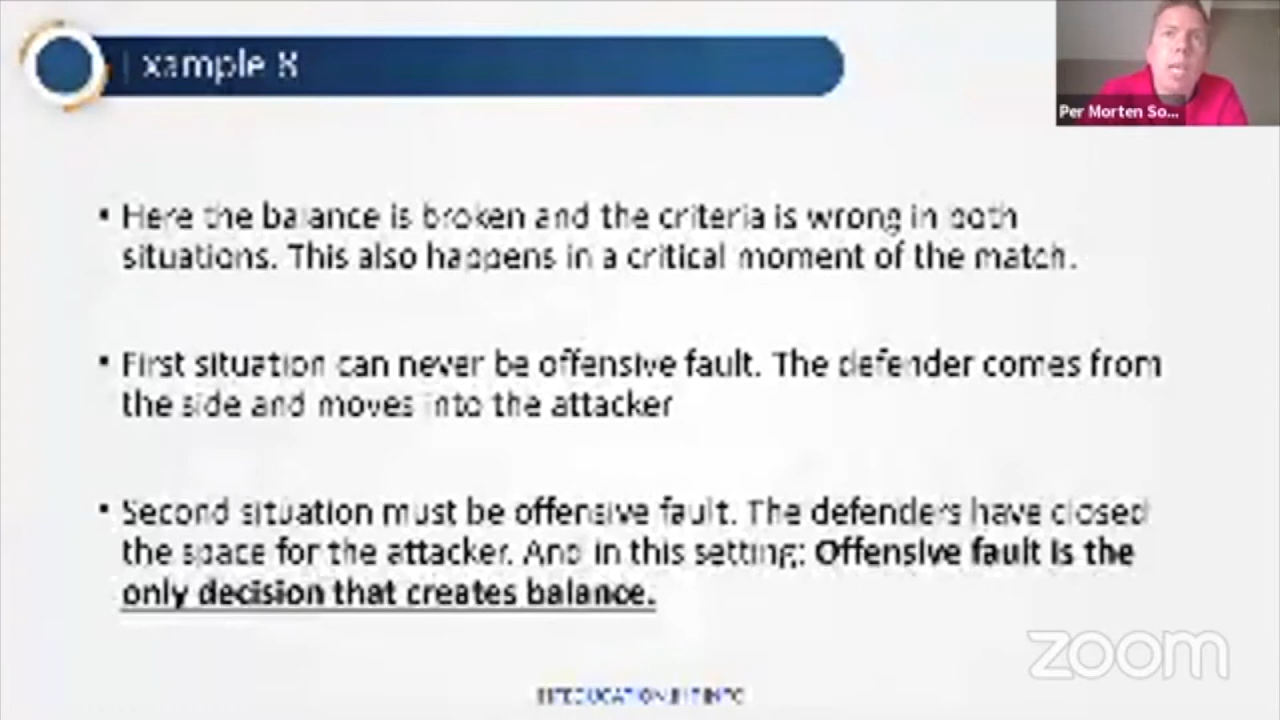 Example 8
Per Morten So...
▪ Here the balance is broken and the criteria is wrong in both
situations. This also happens in a critical moment of the match.
▪ First situation can never be offensive fault. The defender comes from
the side and moves into the attacker
▪ Second situation must be offensive fault. The defenders have closed
the space for the attacker. And in this setting: Offensive fault is the
only decision that creates balance.
zoom